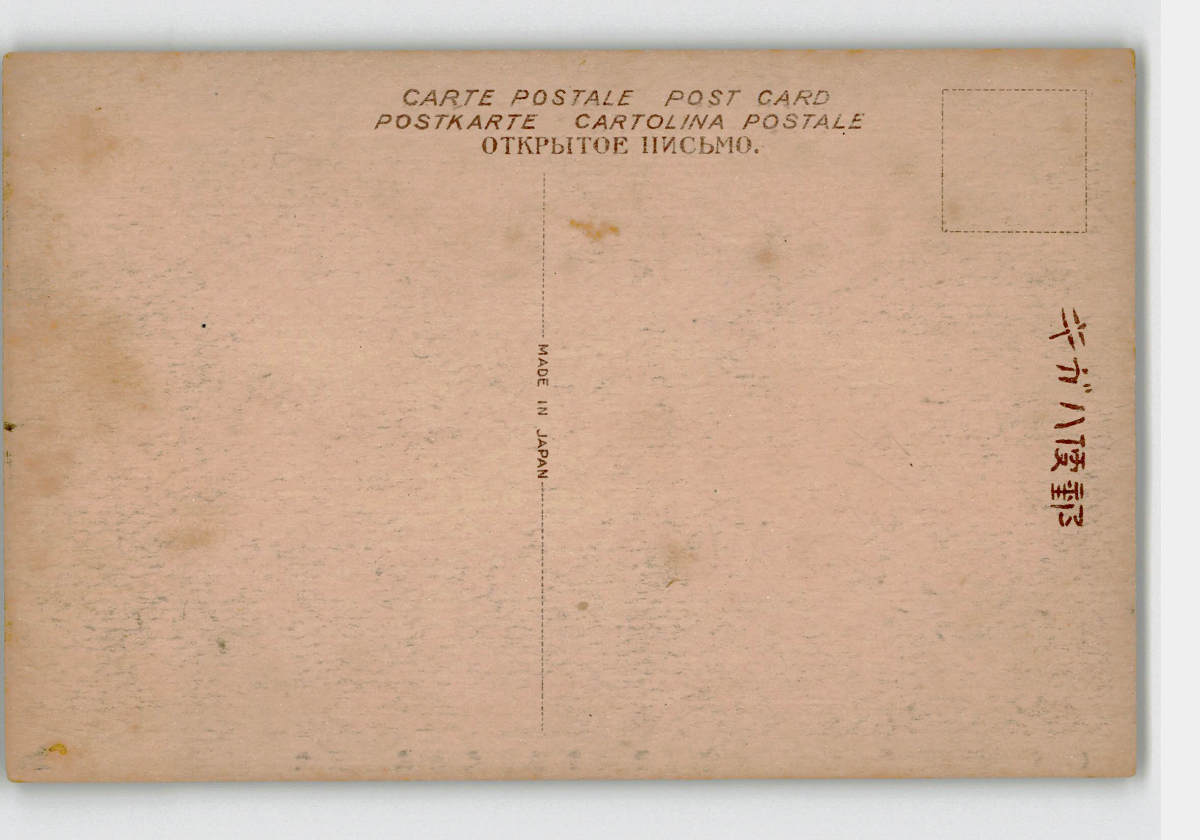 CARTE POSTALE POST CARD
POSTKARTE CARTOLINA POSTALE
ОТКРЫТОЕ ПИСЬМО.
MADE IN JAPAN
郵便ハガキ